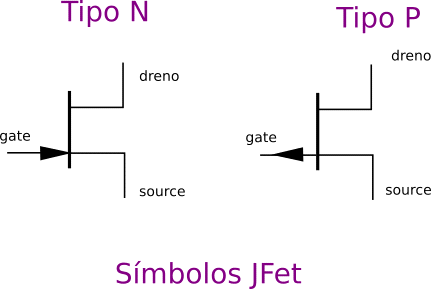 Tipo N
Tipo P
dreno
dreno
gate
gate
source
source
Símbolos JFet